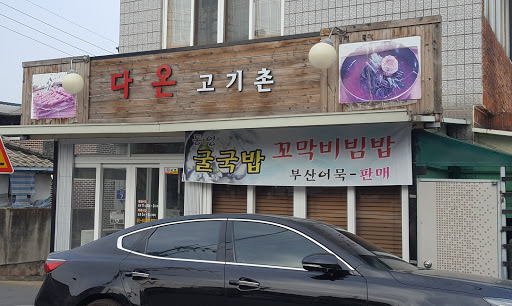 다온 고기촌
굴국밥 꼬막비빔밥
부산어묵-판매